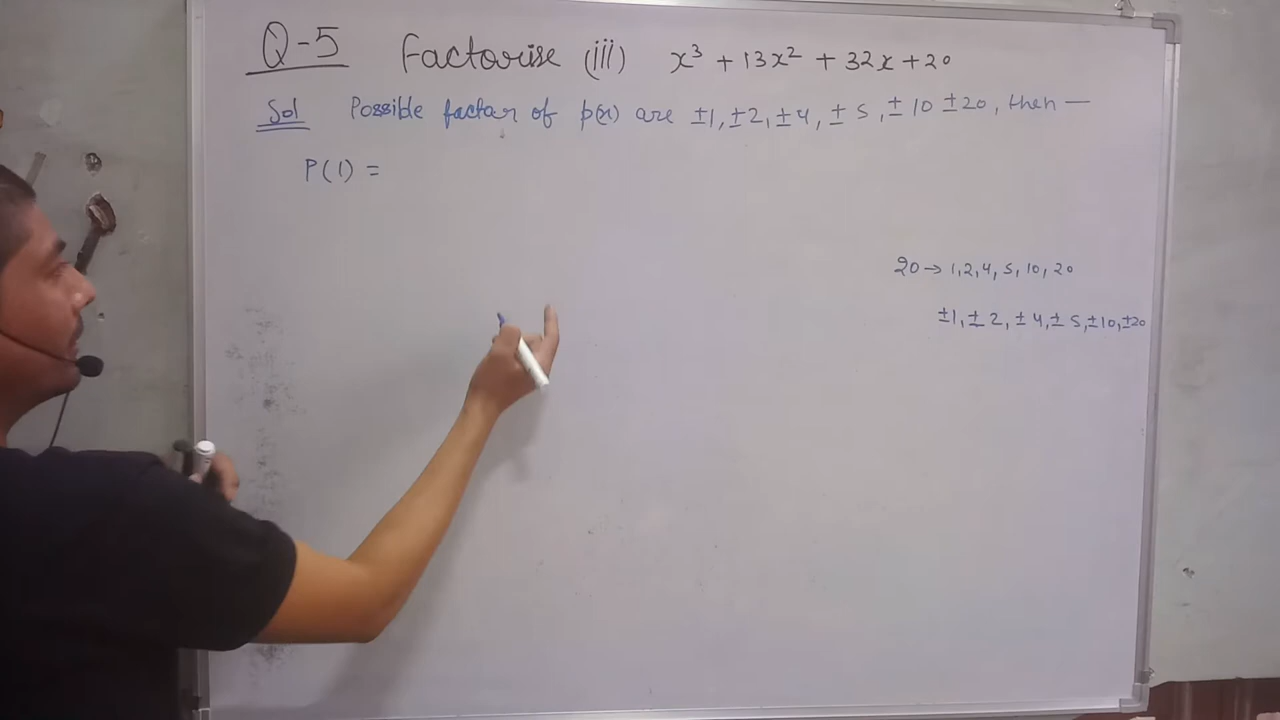 Q-5 Factorise (iii) x³ + 13x² + 32x + 20
Sol Possible factor of p(x) are ±1, ±2, ±4, ±5, ±10 ±20, then —
P(1) =
20 → 1, 2, 4, 5, 10, 20
±1, ±2, ±4, ±5, ±10, ±20